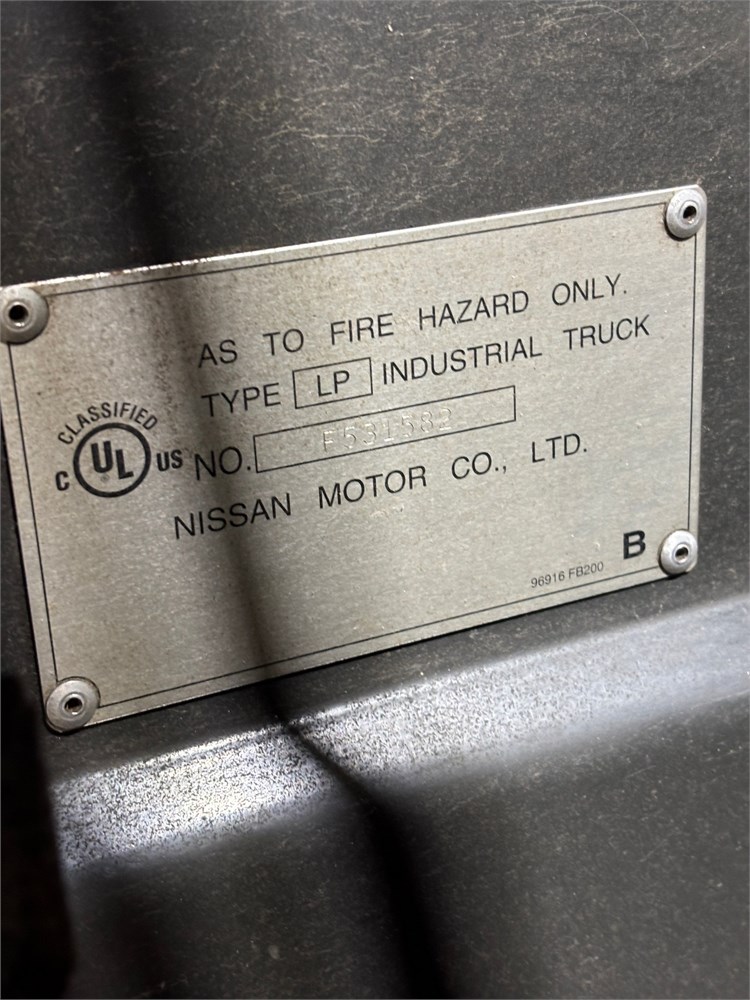 AS TO FIRE HAZARD ONLY.
TYPE LP INDUSTRIAL TRUCK
CLASSIFIED
C UL US
®
NO. F531582
NISSAN MOTOR CO., LTD.
B
96916 FB200